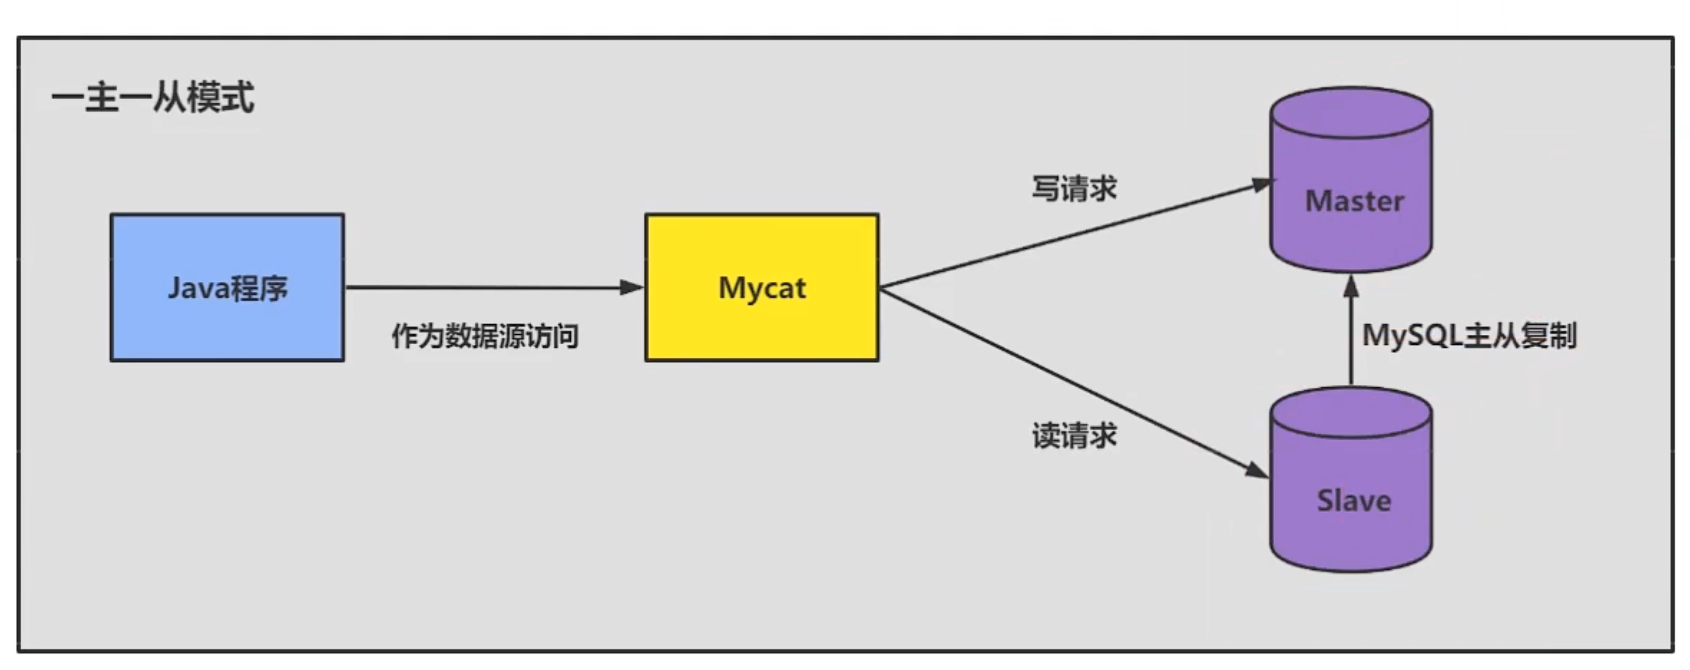 一主一从模式
写请求
Master
Java程序
Mycat
作为数据源访问
MySQL主从复制
读请求
Slave